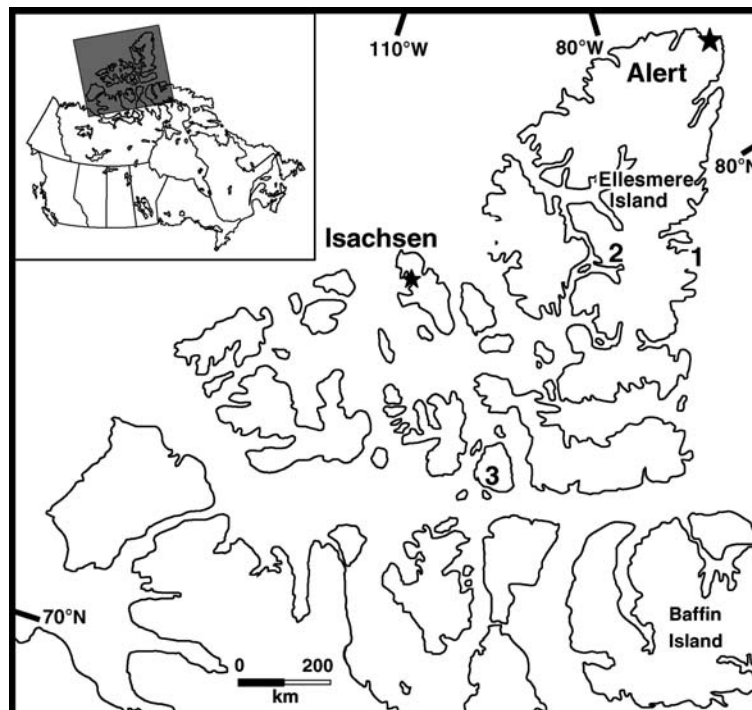 110°W
80°W
Alert
80°N
Ellesmere
Island
Isachsen
2
1
3
70°N
Baffin
Island
0 200
km